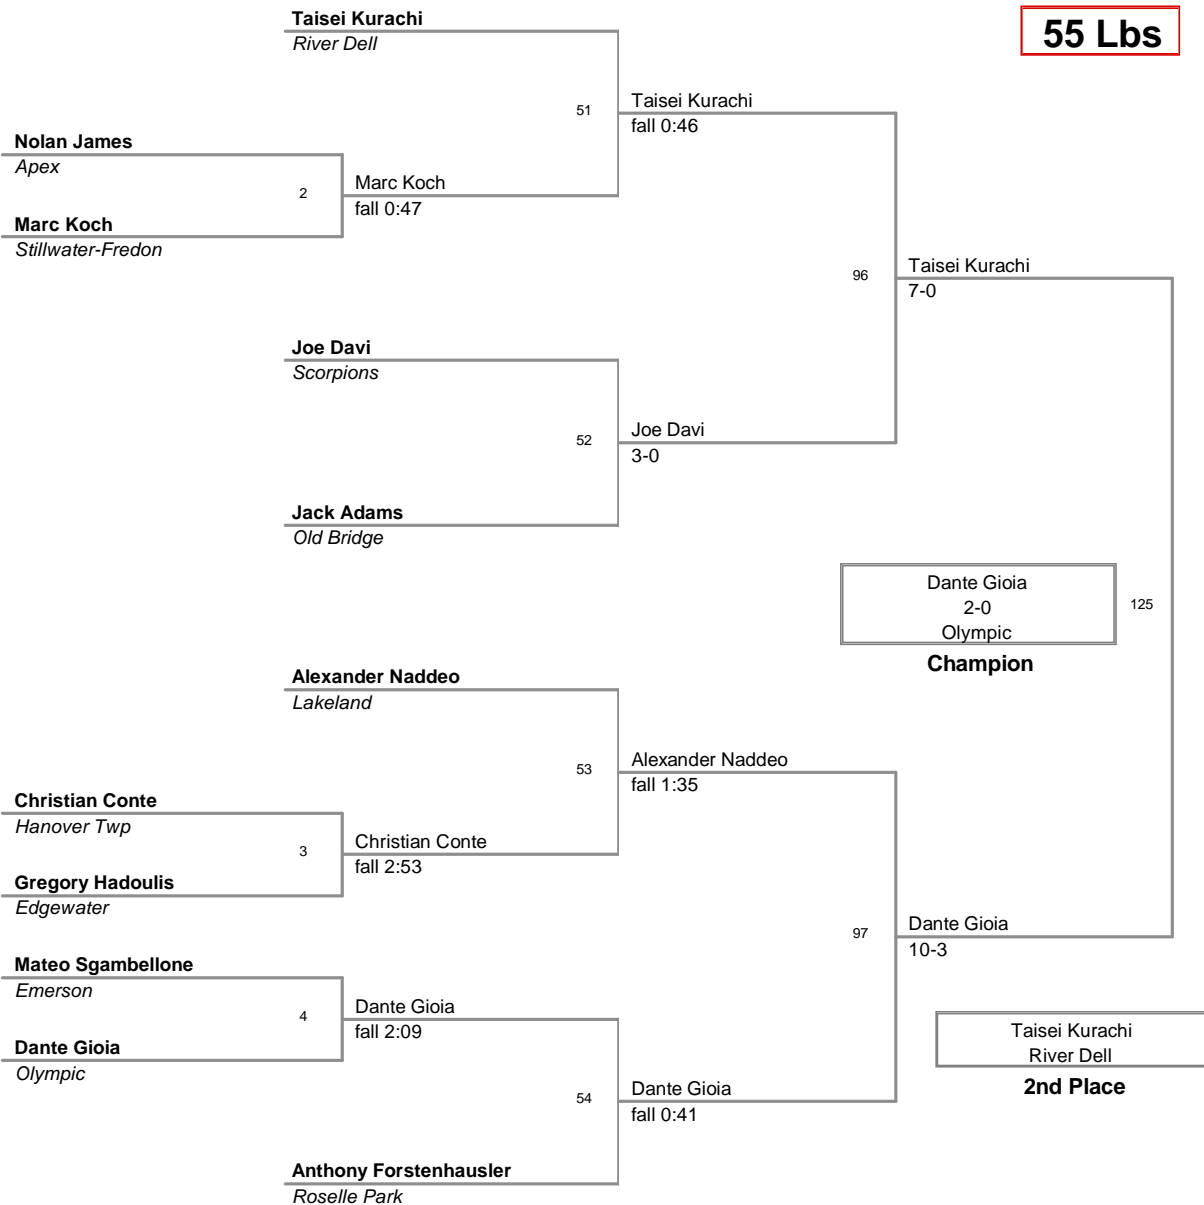 Taisei Kurachi
River Dell
55 Lbs
51
Taisei Kurachi
fall 0:46
Nolan James
Apex
2
Marc Koch
fall 0:47
Marc Koch
Stillwater-Fredon
96
Taisei Kurachi
7-0
Joe Davi
Scorpions
52
Joe Davi
3-0
Jack Adams
Old Bridge
Dante Gioia
2-0
Olympic
125
Champion
Alexander Naddeo
Lakeland
53
Alexander Naddeo
fall 1:35
Christian Conte
Hanover Twp
3
Christian Conte
fall 2:53
Gregory Hadoulis
Edgewater
97
Dante Gioia
10-3
Mateo Sgambellone
Emerson
4
Dante Gioia
fall 2:09
Dante Gioia
Olympic
Taisei Kurachi
River Dell
2nd Place
54
Dante Gioia
fall 0:41
Anthony Forstenhausler
Roselle Park